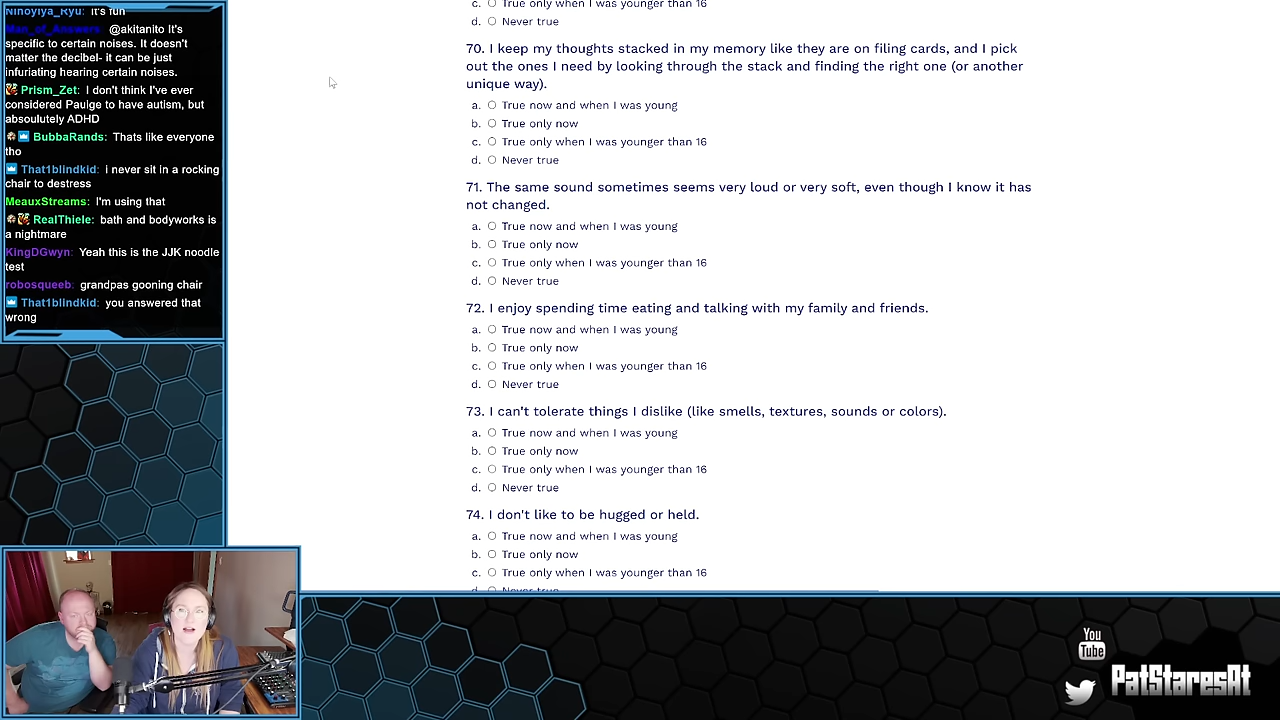 Ninoyiya_Ryu: It's fun
Man_of_Answers: @akitanito It's
specific to certain noises. It doesn't
matter the decibel- it can be just
infuriating hearing certain noises.
Prism_Zet: I don't think I've ever
considered Pauige to have autism, but
absoulutely ADHD
BubbaRands: Thats like everyone
tho
That1blindkid: i never sit in a rocking
chair to destress
MeauxStreams: I'm using that
RealThiele: bath and bodyworks is
a nightmare
KingDGwyn: Yeah this is the JJK noodle
test
robosqueeb: grandpas gooning chair
That1blindkid: you answered that
wrong
c. True only when I was younger than 16
d. Never true
70. I keep my thoughts stacked in my memory like they are on filing cards, and I pick
out the ones I need by looking through the stack and finding the right one (or another
unique way).
a. True now and when I was young
b. True only now
c. True only when I was younger than 16
d. Never true
71. The same sound sometimes seems very loud or very soft, even though I know it has
not changed.
a. True now and when I was young
b. True only now
c. True only when I was younger than 16
d. Never true
72. I enjoy spending time eating and talking with my family and friends.
a. True now and when I was young
b. True only now
c. True only when I was younger than 16
d. Never true
73. I can't tolerate things I dislike (like smells, textures, sounds or colors).
a. True now and when I was young
b. True only now
c. True only when I was younger than 16
d. Never true
74. I don't like to be hugged or held.
a. True now and when I was young
b. True only now
c. True only when I was younger than 16
d. Never true
You
Tube
PatStaresAt